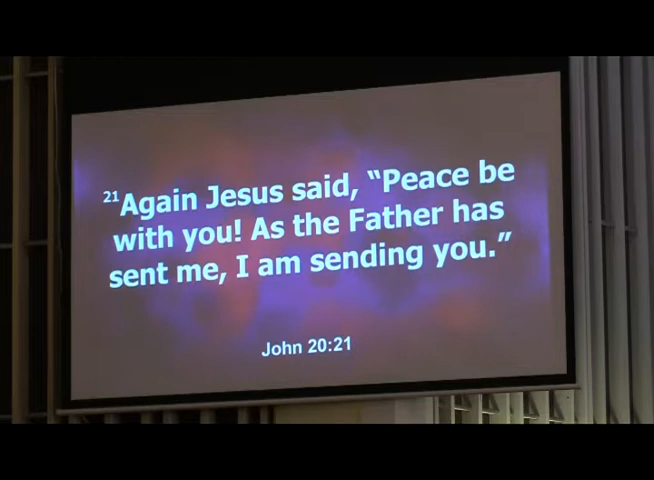 ²¹Again Jesus said, “Peace be
with you! As the Father has
sent me, I am sending you.”
John 20:21